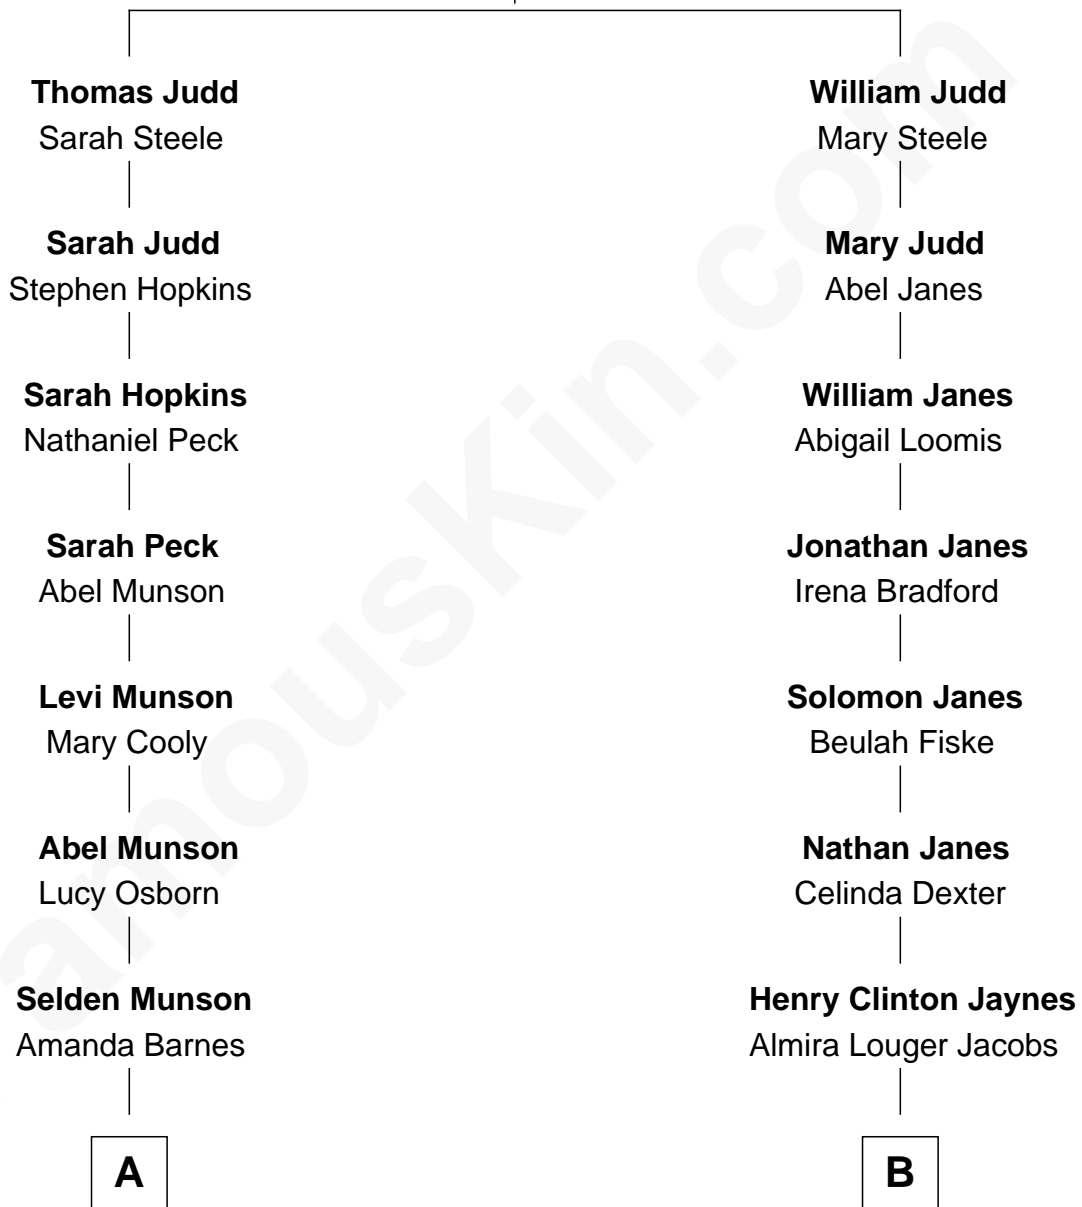 Thomas Judd
Sarah Steele
Sarah Judd
Stephen Hopkins
Sarah Hopkins
Nathaniel Peck
Sarah Peck
Abel Munson
Levi Munson
Mary Cooly
Abel Munson
Lucy Osborn
Selden Munson
Amanda Barnes
A
William Judd
Mary Steele
Mary Judd
Abel Janes
William Janes
Abigail Loomis
Jonathan Janes
Irena Bradford
Solomon Janes
Beulah Fiske
Nathan Janes
Celinda Dexter
Henry Clinton Jaynes
Almira Louger Jacobs
B
amouskin.com